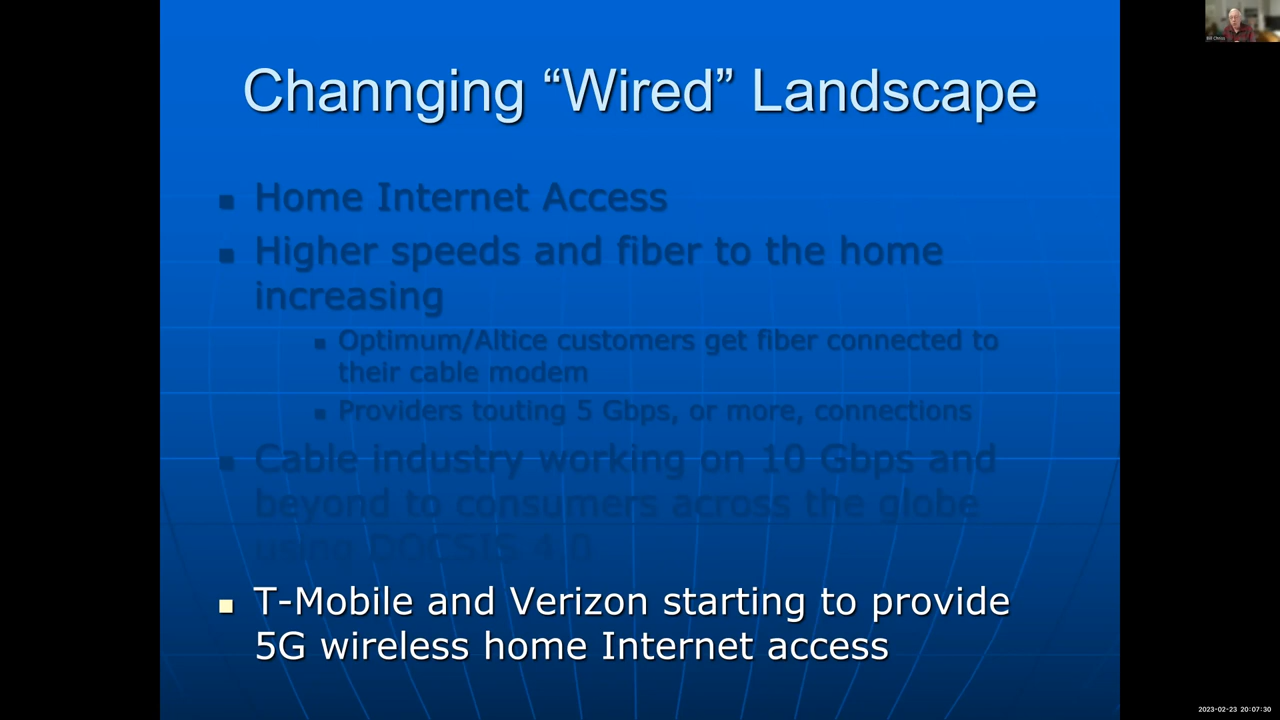 Channging “Wired” Landscape
Home Internet Access
Higher speeds and fiber to the home
increasing
Optimum/Altice customers get fiber connected to
their cable modem
Providers touting 5 Gbps, or more, connections
Cable industry working on 10 Gbps and
beyond to consumers across the globe
using DOCSIS 4.0
T-Mobile and Verizon starting to provide
5G wireless home Internet access
2023-02-23 20:07:30